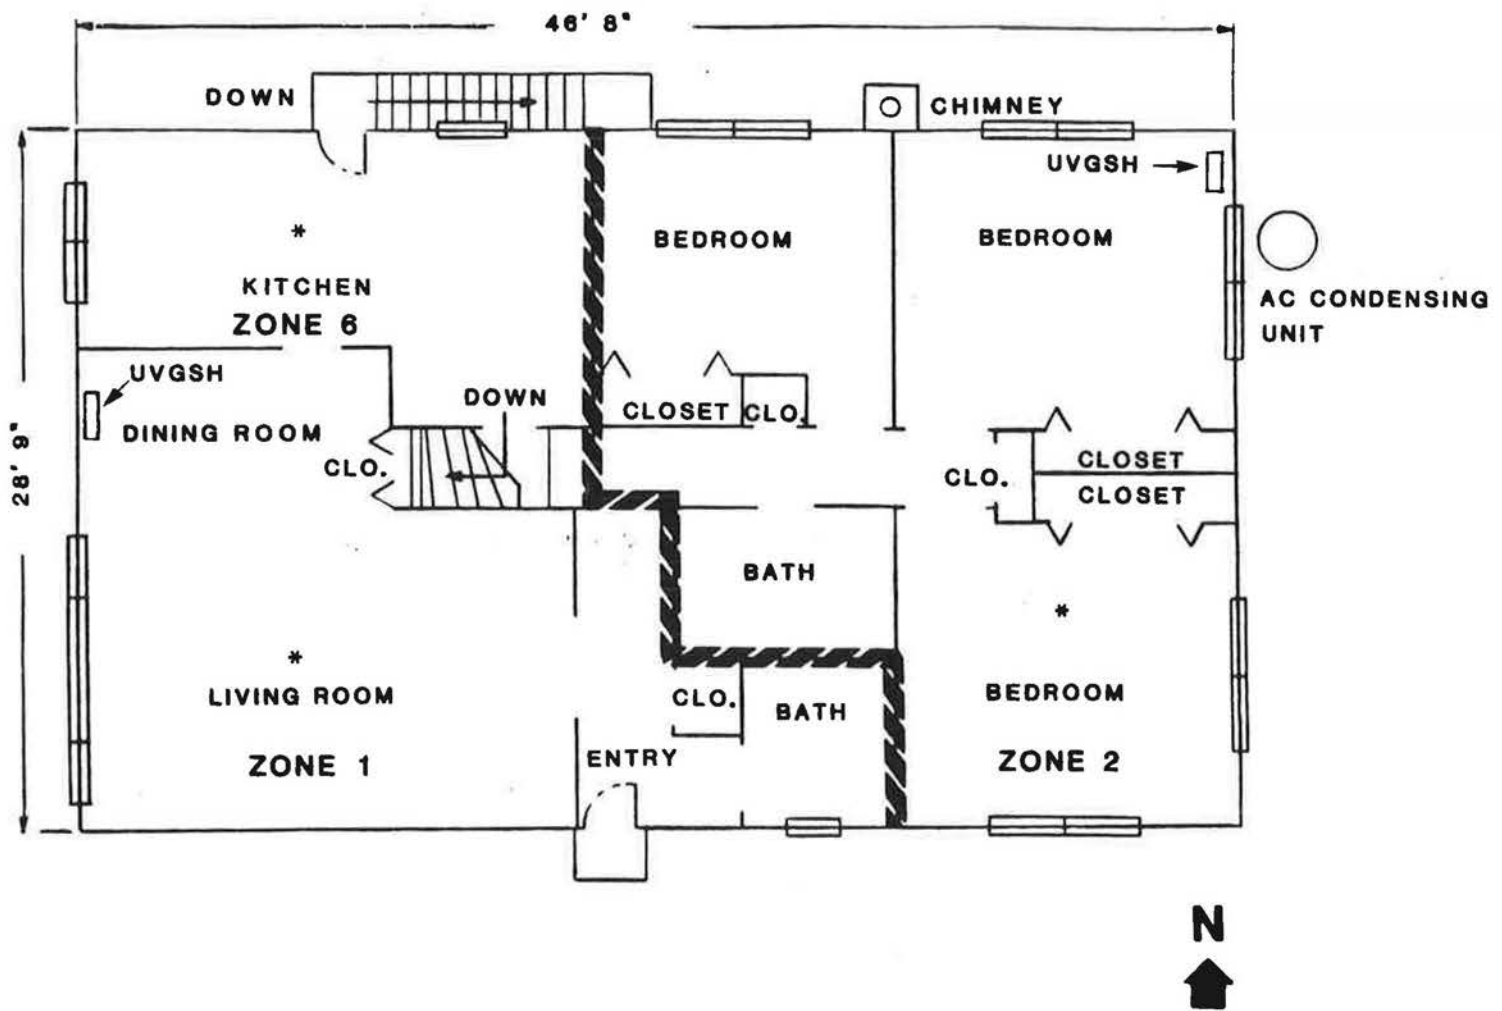 46' 8"
DOWN
CHIMNEY
UVGSH
*
BEDROOM
BEDROOM
KITCHEN
ZONE 6
AC CONDENSING
UNIT
UVGSH
DOWN
CLOSET
CLO.
DINING ROOM
28' 9"
CLO.
CLO.
CLOSET
CLOSET
BATH
*
*
LIVING ROOM
CLO.
BATH
BEDROOM
ZONE 1
ENTRY
ZONE 2
N